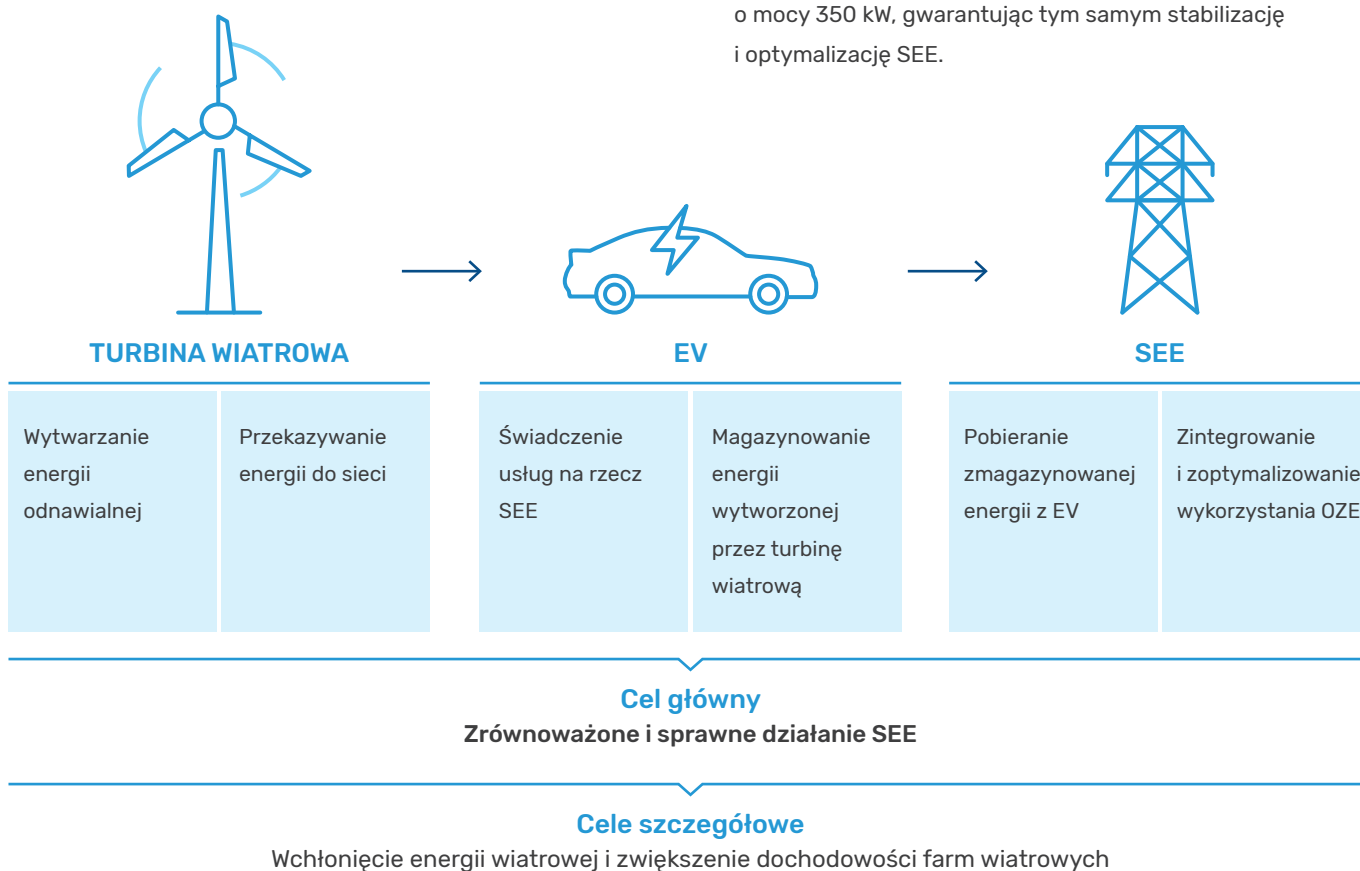 o mocy 350 kW, gwarantując tym samym stabilizację
i optymalizację SEE.
TURBINA WIATROWA
Wytwarzanie
energii
odnawialnej
Przekazywanie
energii do sieci
EV
Świadczenie
usług na rzecz
SEE
Magazynowanie
energii
wytworzonej
przez turbinę
wiatrową
SEE
Pobieranie
zmagazynowanej
energii z EV
Zintegrowanie
i zoptymalizowanie
wykorzystania OZE
Cel główny
Zrównoważone i sprawne działanie SEE
Cele szczegółowe
Wchłonięcie energii wiatrowej i zwiększenie dochodowości farm wiatrowych